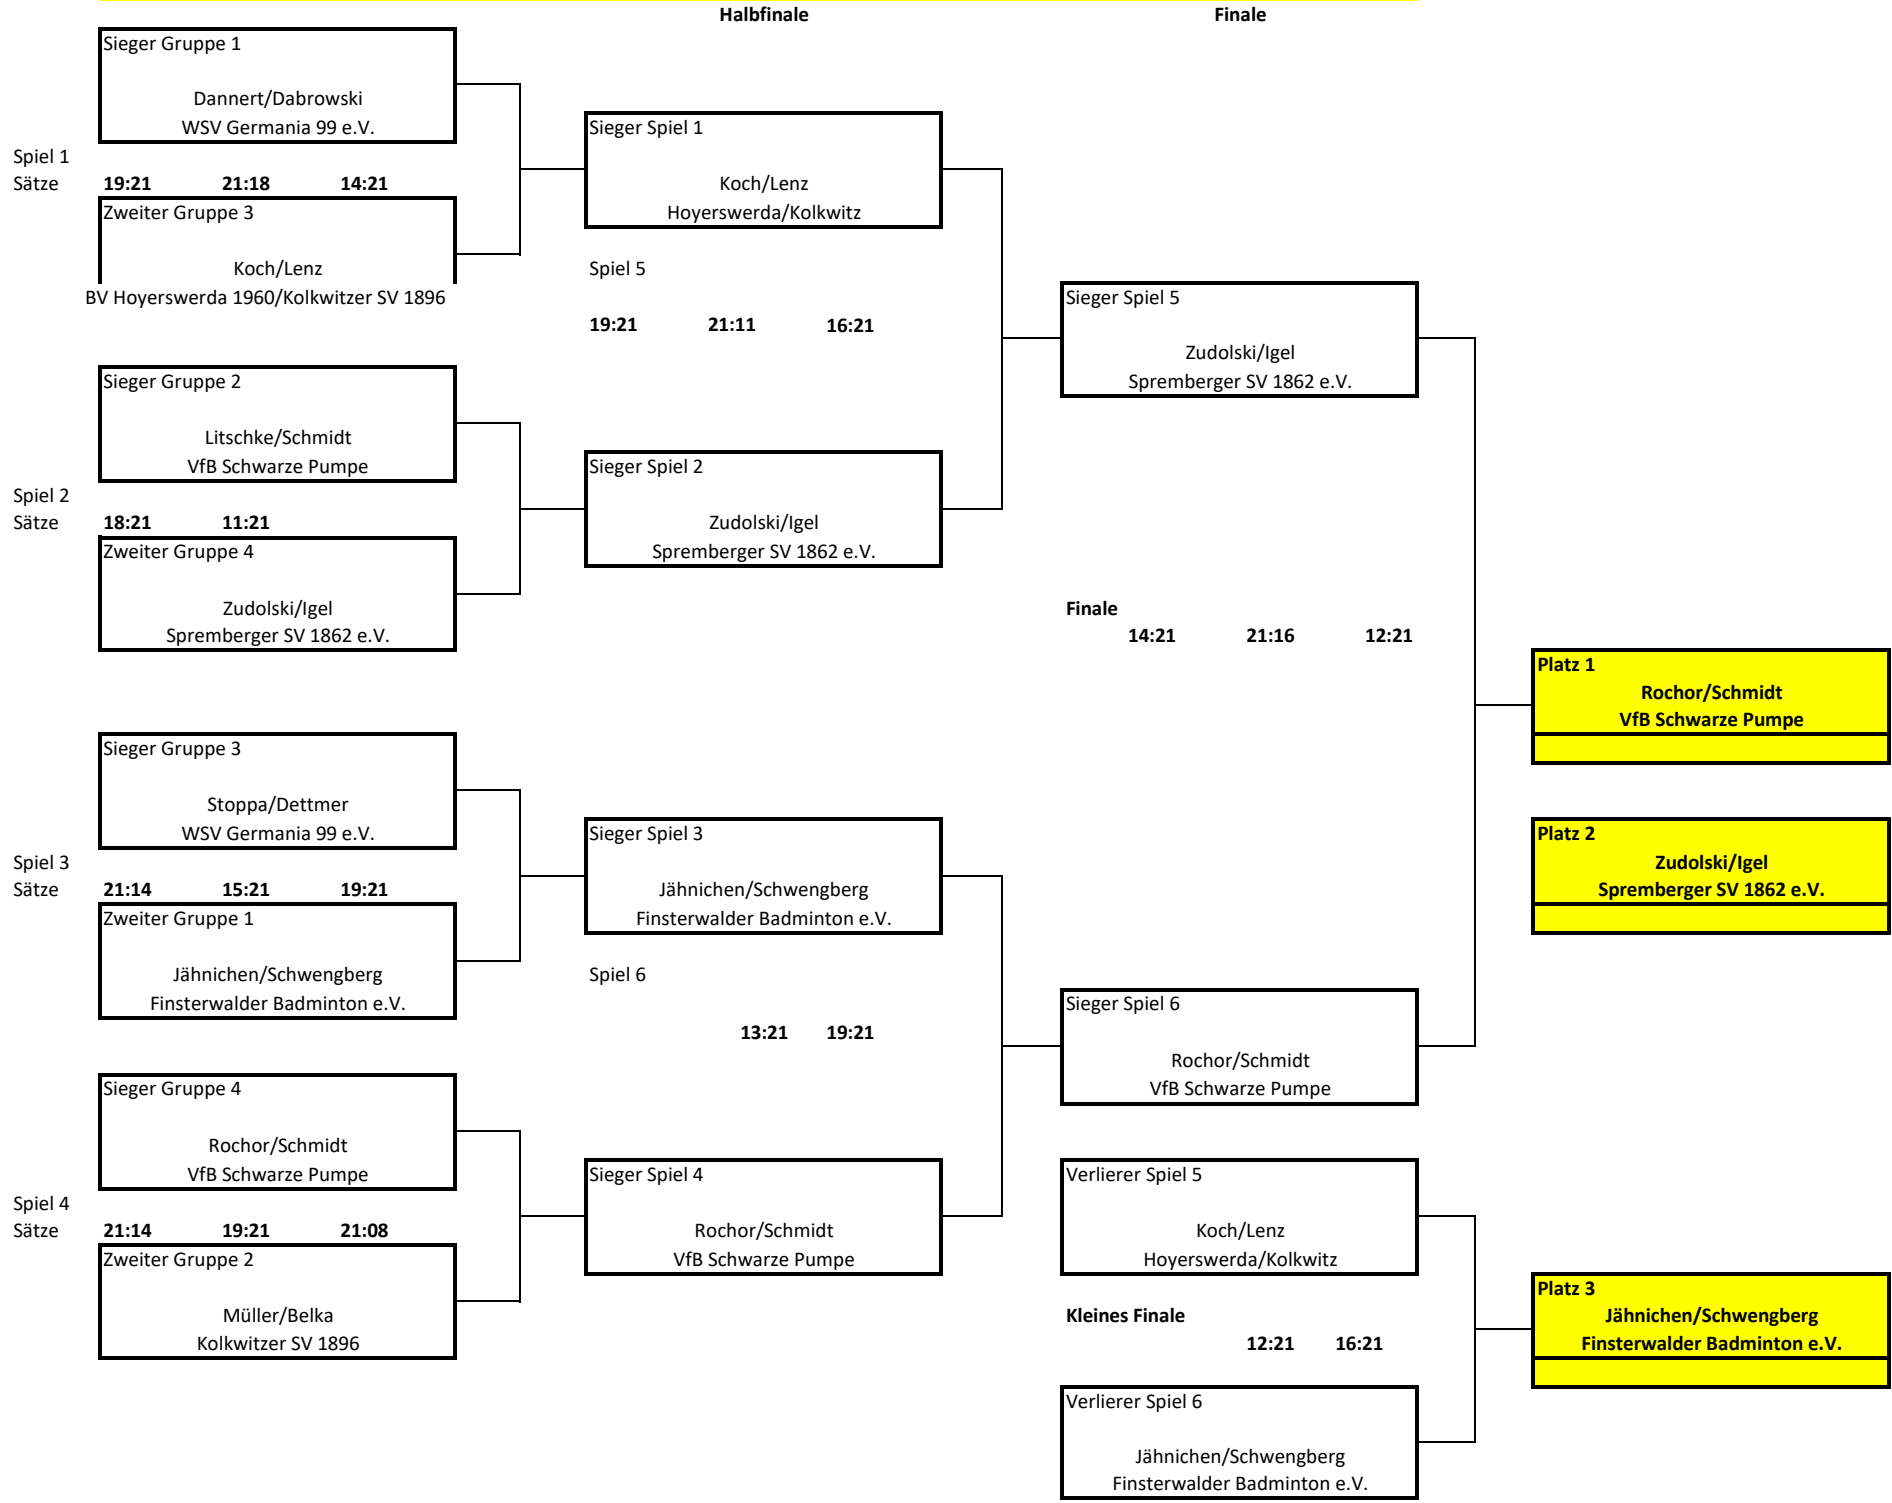 Halbfinale Finale
Sieger Gruppe 1
Dannert/Dabrowski
WSV Germania 99 e.V.
Spiel 1
Sätze 19:21 21:18 14:21
Zweiter Gruppe 3
Koch/Lenz
BV Hoyerswerda 1960/Kolkwitzer SV 1896
Sieger Gruppe 2
Litschke/Schmidt
VfB Schwarze Pumpe
Spiel 2
Sätze 18:21 11:21
Zweiter Gruppe 4
Zudolski/Igel
Spremberger SV 1862 e.V.
Sieger Gruppe 3
Stoppa/Dettmer
WSV Germania 99 e.V.
Spiel 3
Sätze 21:14 15:21 19:21
Zweiter Gruppe 1
Jähnichen/Schwengberg
Finsterwalder Badminton e.V.
Sieger Gruppe 4
Rochor/Schmidt
VfB Schwarze Pumpe
Spiel 4
Sätze 21:14 19:21 21:08
Zweiter Gruppe 2
Müller/Belka
Kolkwitzer SV 1896
Sieger Spiel 1
Koch/Lenz
Hoyerswerda/Kolkwitz
Spiel 5
19:21 21:11 16:21
Sieger Spiel 2
Zudolski/Igel
Spremberger SV 1862 e.V.
Sieger Spiel 3
Jähnichen/Schwengberg
Finsterwalder Badminton e.V.
Spiel 6
13:21 19:21
Sieger Spiel 4
Rochor/Schmidt
VfB Schwarze Pumpe
Sieger Spiel 5
Zudolski/Igel
Spremberger SV 1862 e.V.
Finale
14:21 21:16 12:21
Sieger Spiel 6
Rochor/Schmidt
VfB Schwarze Pumpe
Verlierer Spiel 5
Koch/Lenz
Hoyerswerda/Kolkwitz
Kleines Finale
12:21 16:21
Verlierer Spiel 6
Jähnichen/Schwengberg
Finsterwalder Badminton e.V.
Platz 1
Rochor/Schmidt
VfB Schwarze Pumpe
Platz 2
Zudolski/Igel
Spremberger SV 1862 e.V.
Platz 3
Jähnichen/Schwengberg
Finsterwalder Badminton e.V.